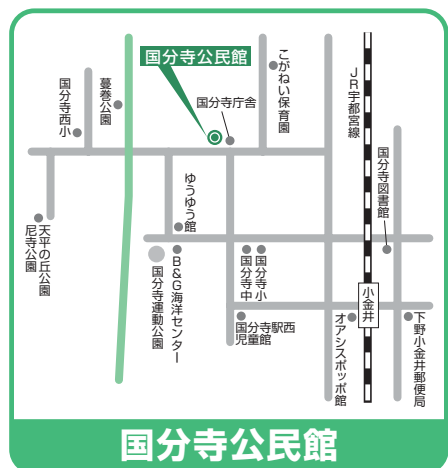 国分寺公民館
こがねい保育園
国分寺庁舎
蔓巻公園
国分寺西小
JR宇都宮線
国分寺図書館
ゆうゆう館
天平の丘公園
尼寺公園
B&G海洋センター
国分寺運動公園
国分寺小
国分寺中
小金井
国分寺駅西
児童館
オアシスポッポ館
下野小金井郵便局
国分寺公民館